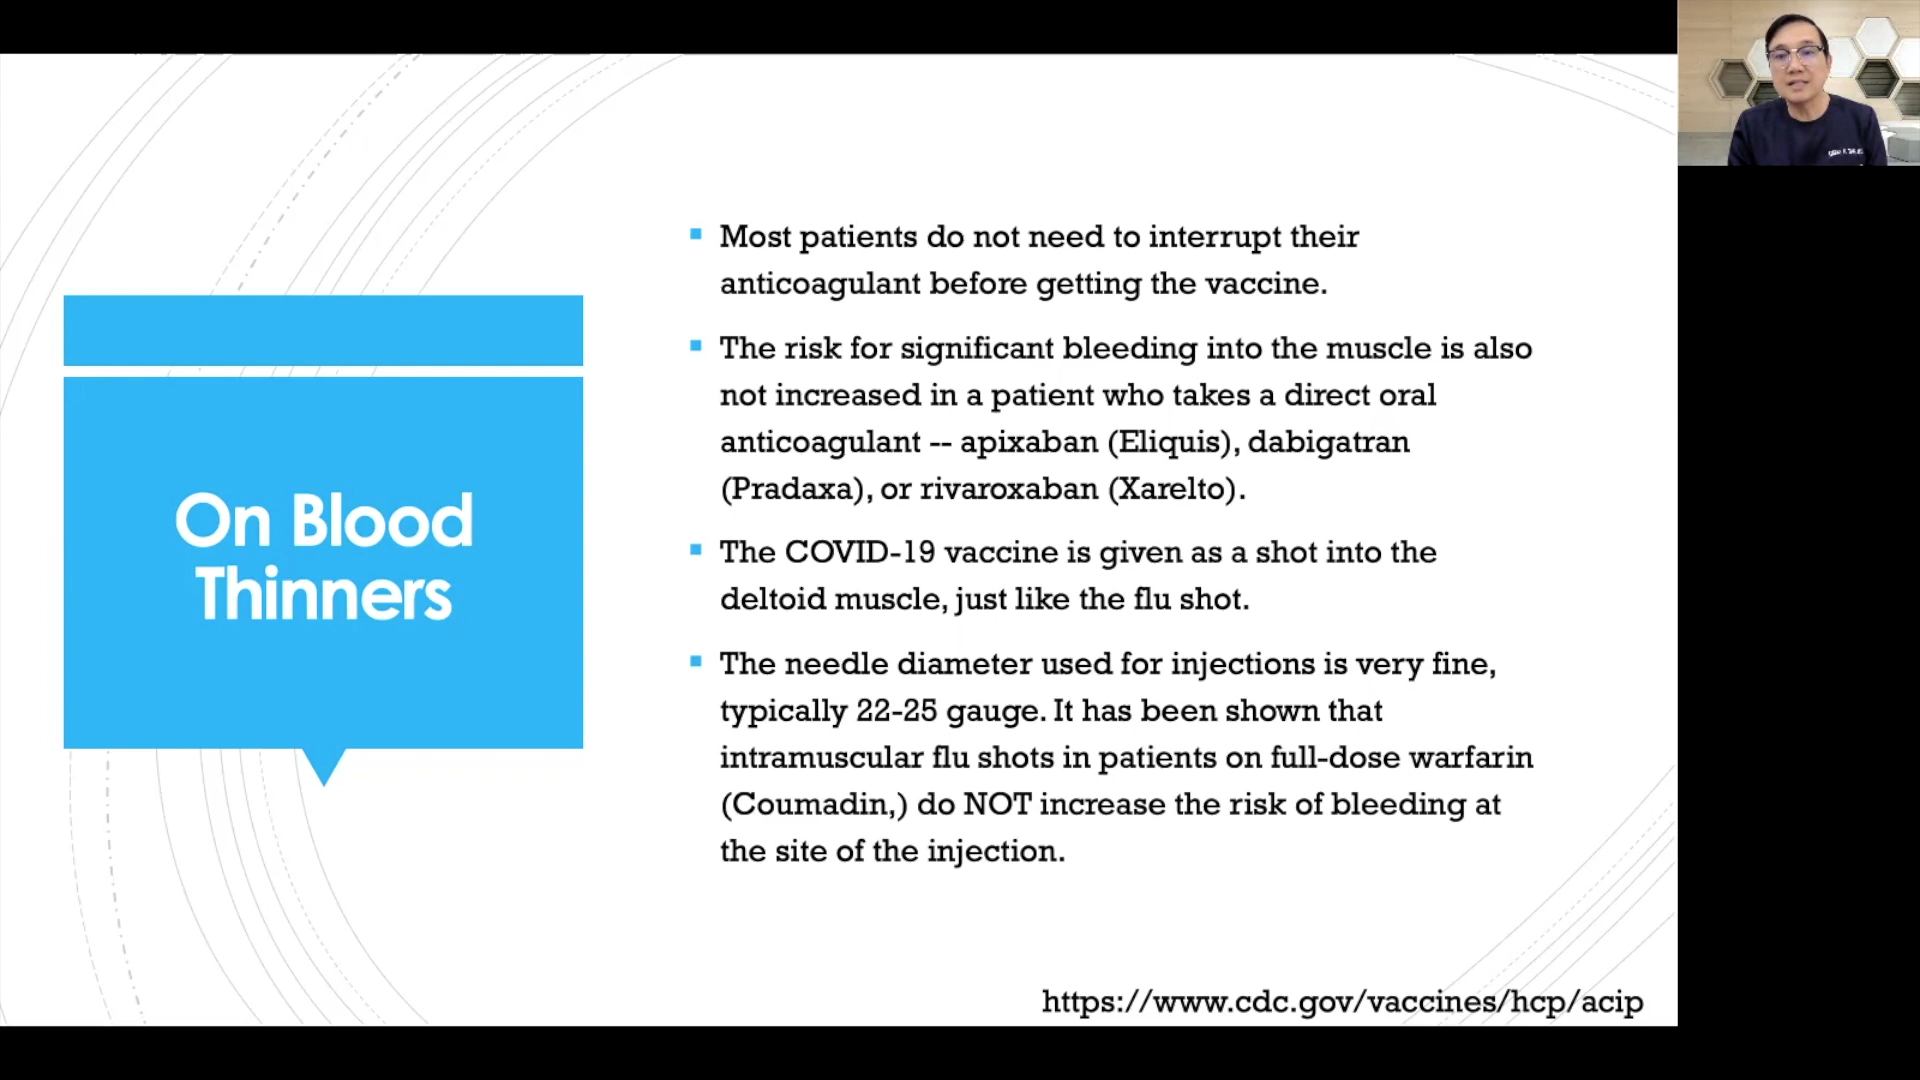 On Blood
Thinners
Most patients do not need to interrupt their
anticoagulant before getting the vaccine.
The risk for significant bleeding into the muscle is also
not increased in a patient who takes a direct oral
anticoagulant -- apixaban (Eliquis), dabigatran
(Pradaxa), or rivaroxaban (Xarelto).
The COVID-19 vaccine is given as a shot into the
deltoid muscle, just like the flu shot.
The needle diameter used for injections is very fine,
typically 22-25 gauge. It has been shown that
intramuscular flu shots in patients on full-dose warfarin
(Coumadin,) do NOT increase the risk of bleeding at
the site of the injection.
https://www.cdc.gov/vaccines/hcp/acip